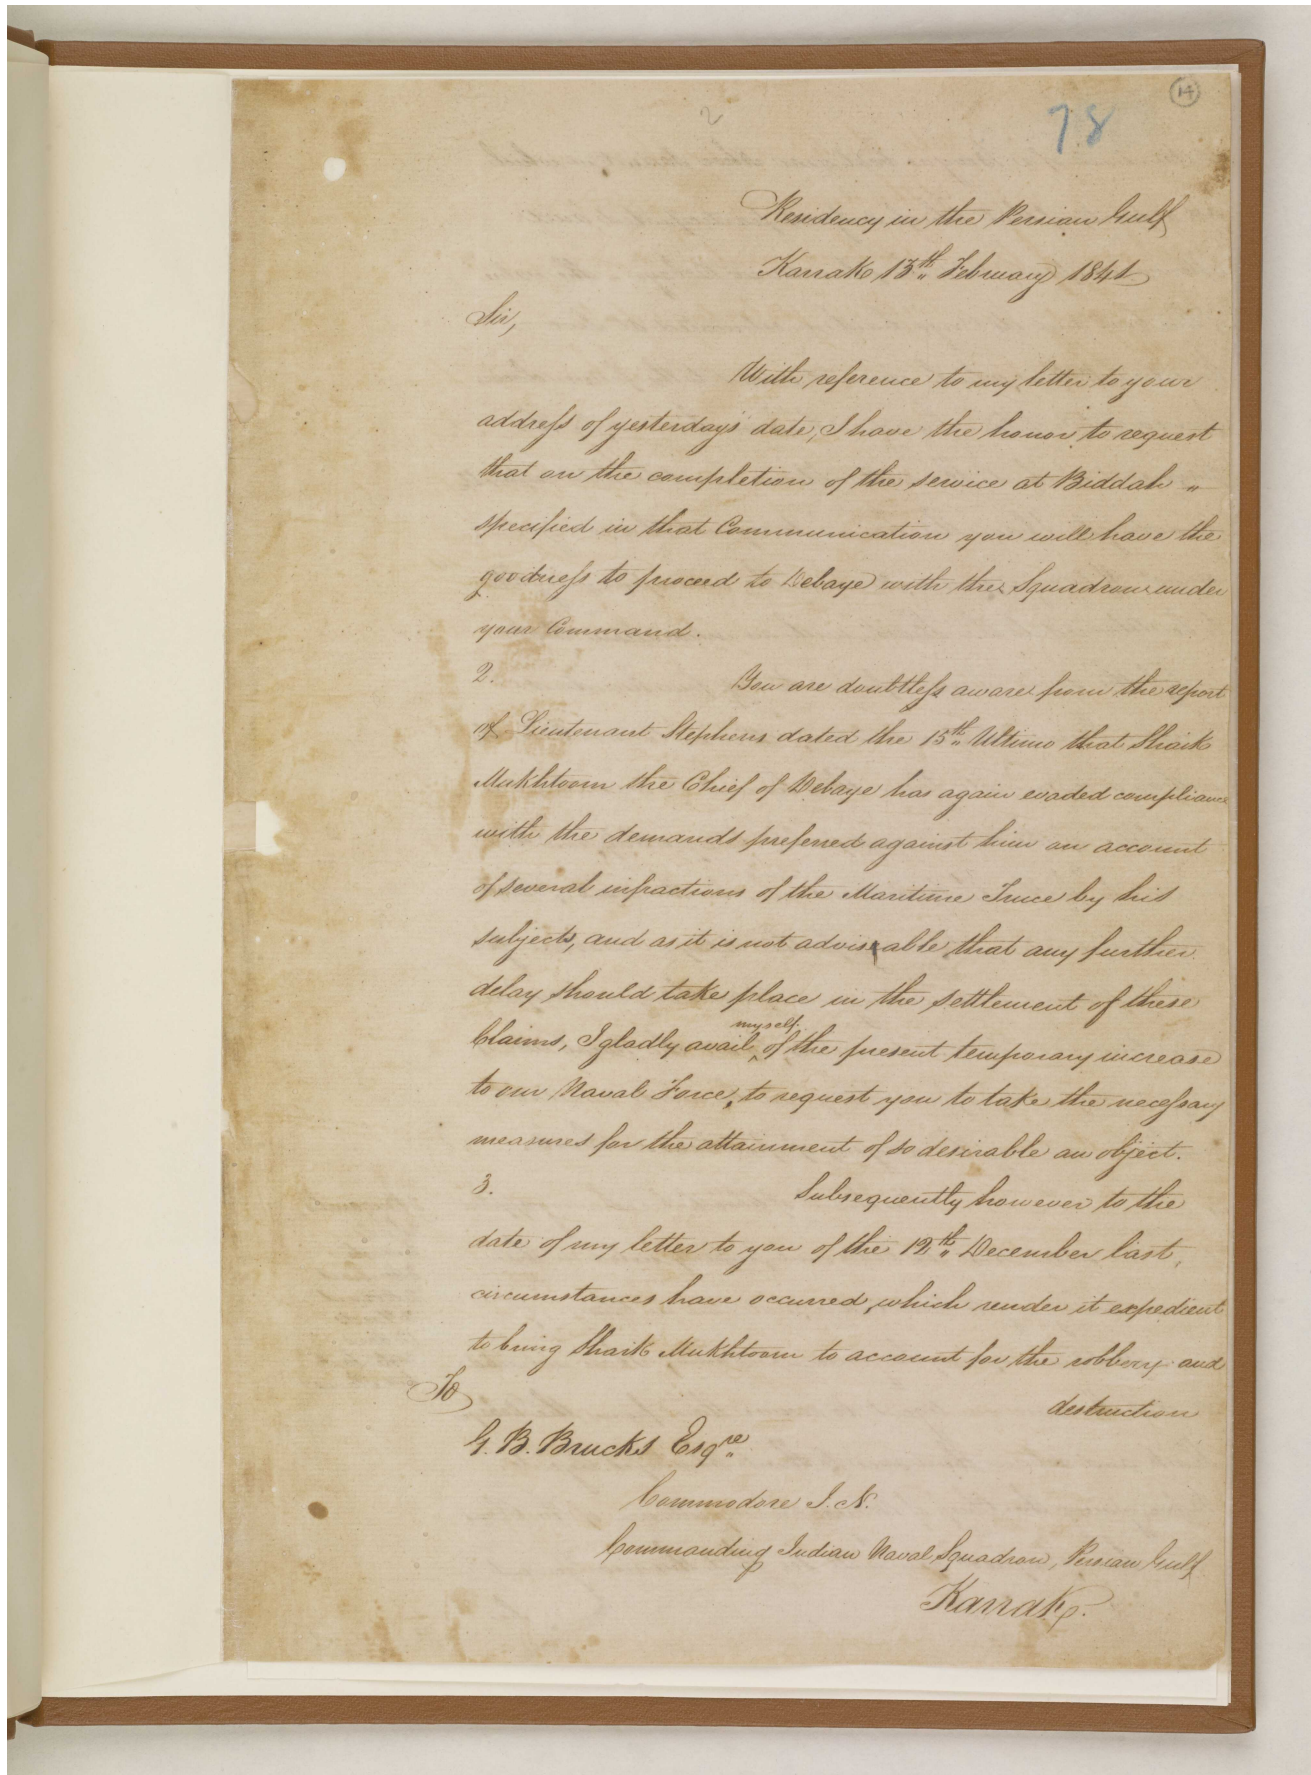 14
2
78
Residency in the Persian Gulf
Karrak 13th February 1841
Sir,
With reference to my letter to your
address of yesterday's date, I have the honor to request
that on the completion of the service at Biddah "
specified in that Communication you will have the
goodness to proceed to Debaye with the Squadron under
your Command.
2. You are doubtless aware from the report
of Lieutenant Stephens dated the 15th Ultimo that Shaik
Mukhtoom the Chief of Debaye has again evaded compliance
with the demands preferred against him on account
of several infractions of the Maritime Truce by his
subjects, and as it is not adviseable that any further
delay should take place in the settlement of these
Claims, I gladly avail myself of the present temporary increase
to our Naval Force, to request you to take the necessary
measures for the attainment of so desirable an object.
3. Subsequently however to the
date of my letter to you of the 12th December last,
circumstances have occurred, which render it expedient
to bring Shaik Mukhtoom to account for the robbery and
destruction
To
G. B. Brucks Esqre
Commodore I. N.
Commanding Indian Naval Squadron, Persian Gulf
Karrak.